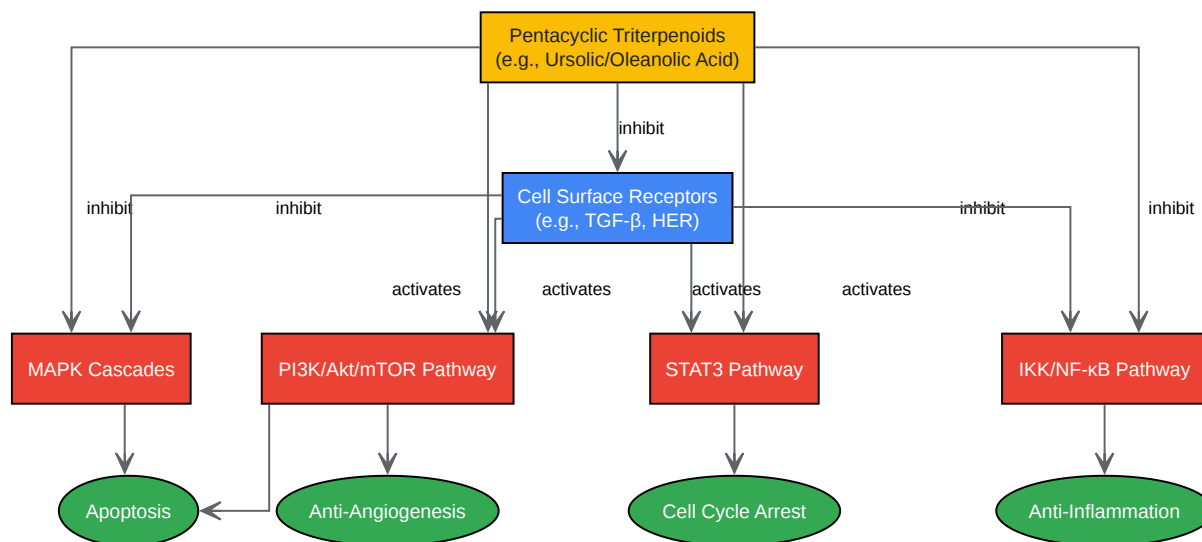 Pentacyclic Triterpenoids
(e.g., Ursolic/Oleanolic Acid)
inhibit
Cell Surface Receptors
(e.g., TGF-β, HER)
inhibit
inhibit
inhibit
inhibit
activates
activates
activates
activates
MAPK Cascades
PI3K/Akt/mTOR Pathway
STAT3 Pathway
IKK/NF-κB Pathway
Apoptosis
Anti-Angiogenesis
Cell Cycle Arrest
Anti-Inflammation